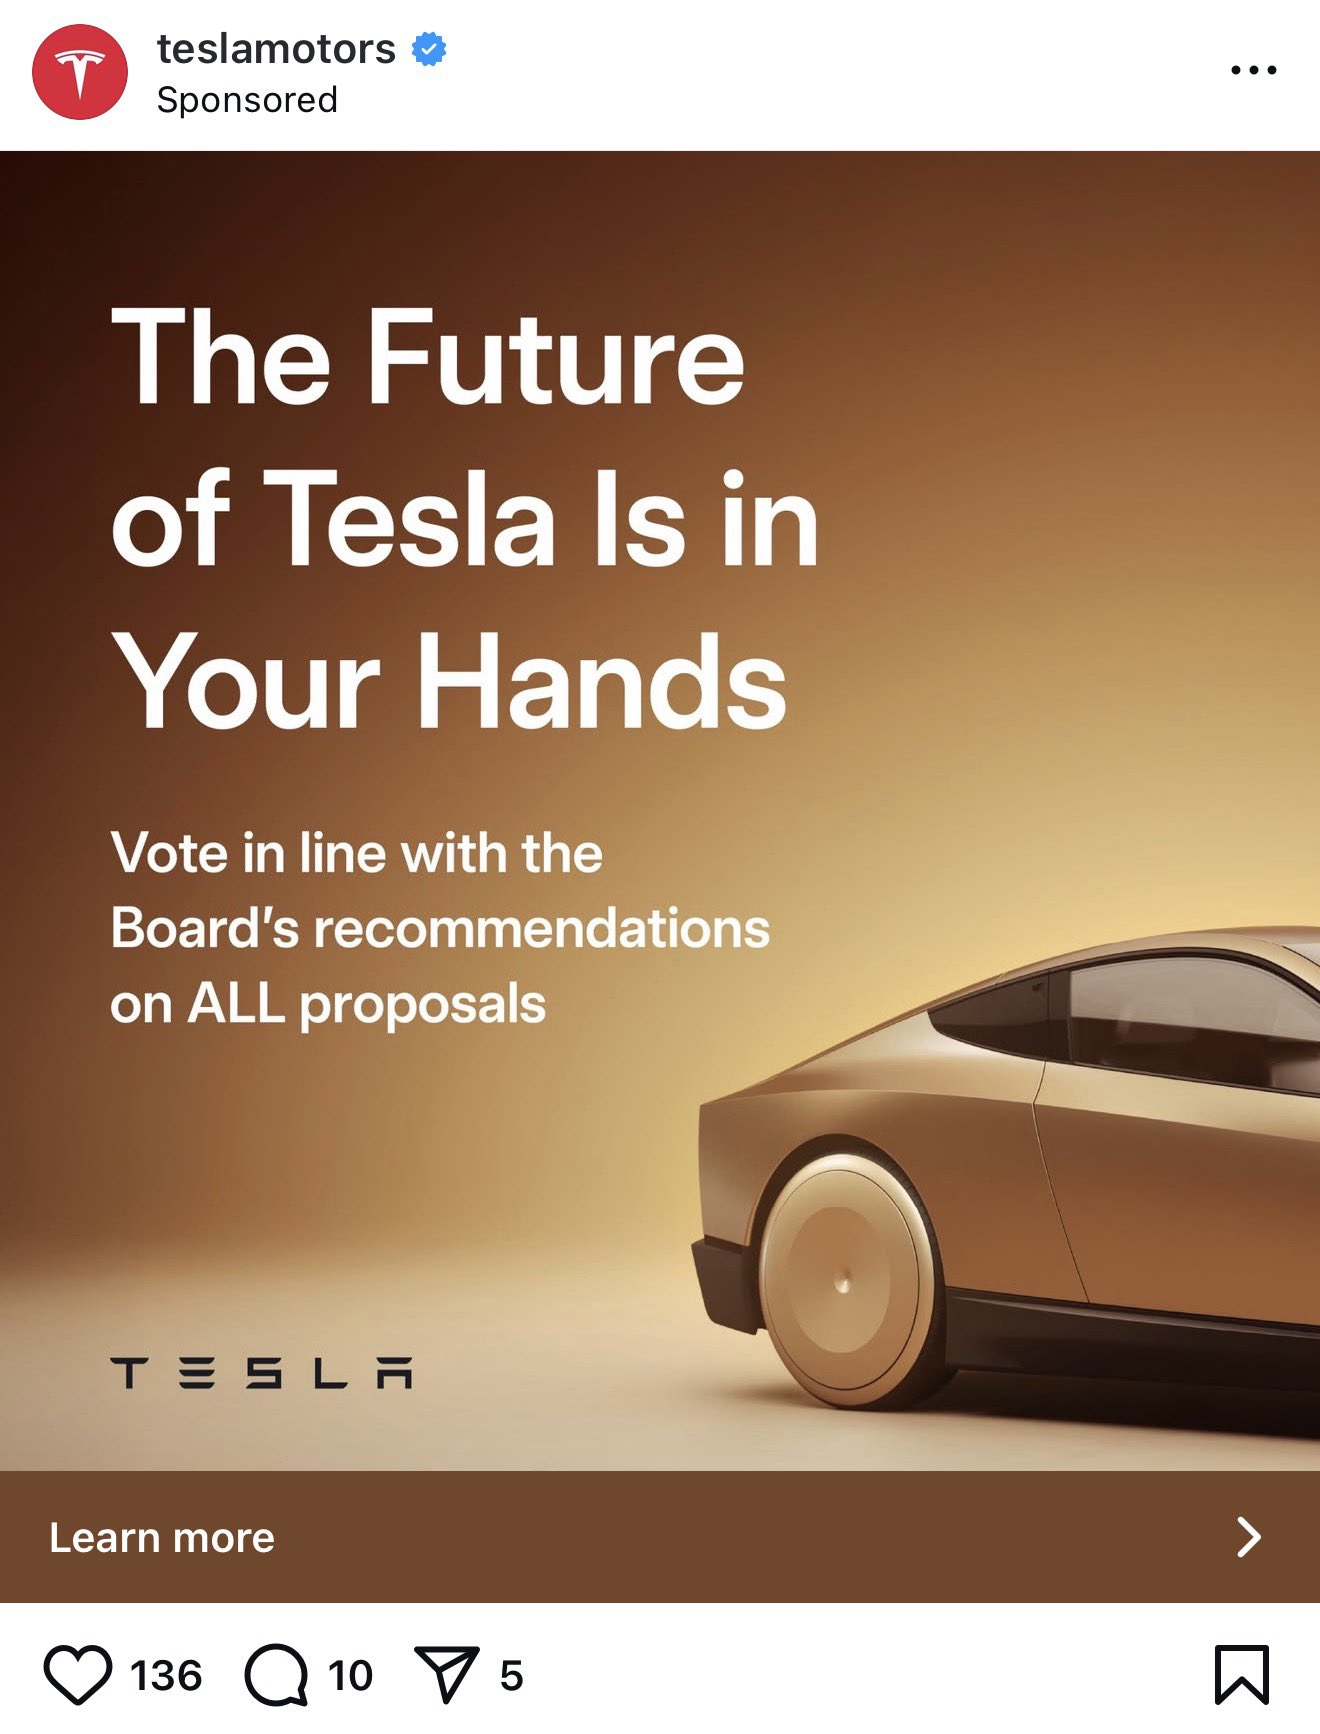 teslamotors
Sponsored
The Future
of Tesla Is in
Your Hands
Vote in line with the
Board’s recommendations
on ALL proposals
TESLA
Learn more
136 10 5